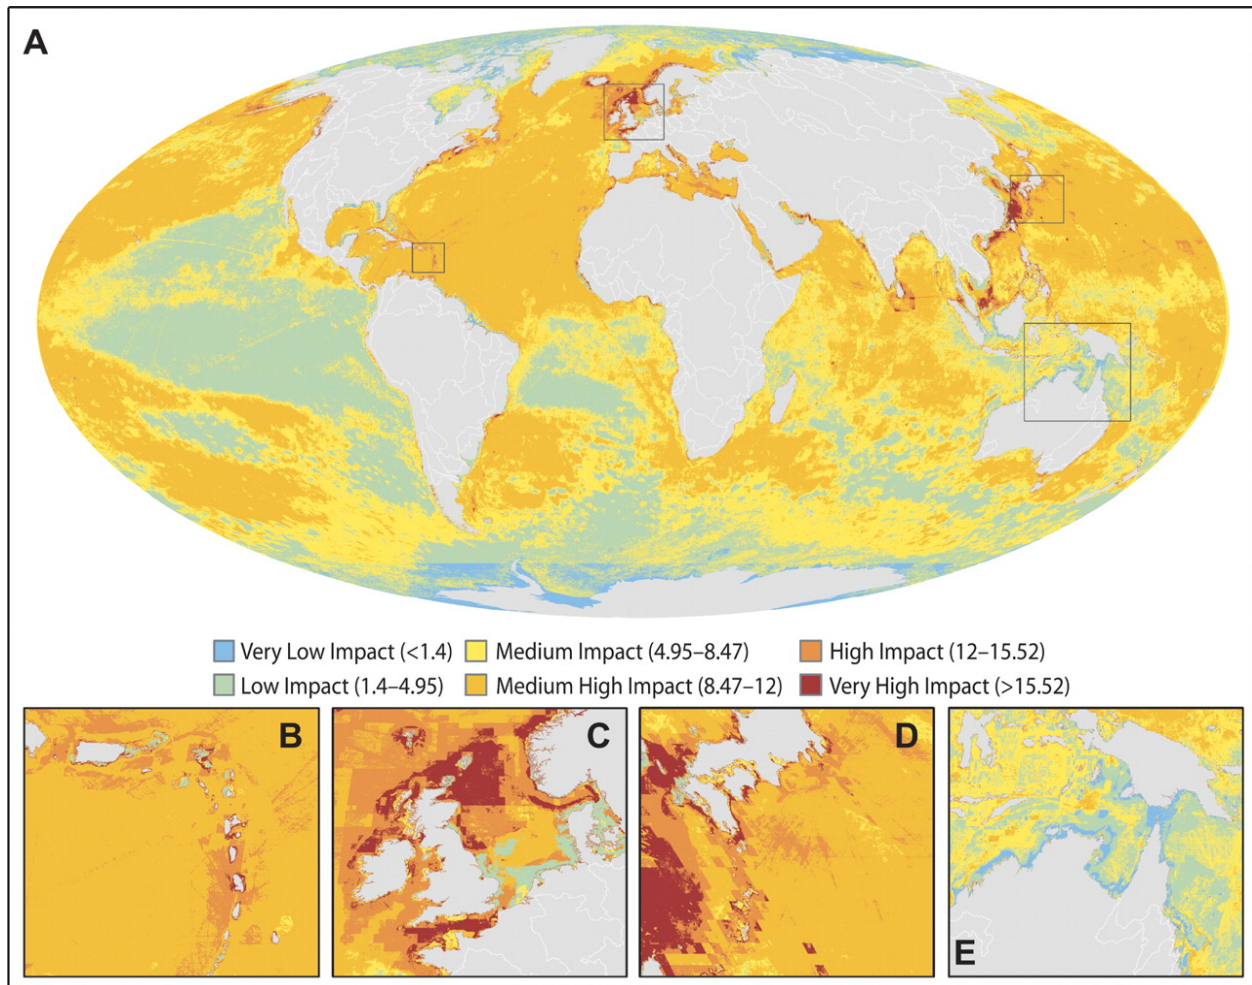 A
Very Low Impact (<1.4)
Medium Impact (4.95–8.47)
High Impact (12–15.52)
Low Impact (1.4–4.95)
Medium High Impact (8.47–12)
Very High Impact (>15.52)
B
C
D
E